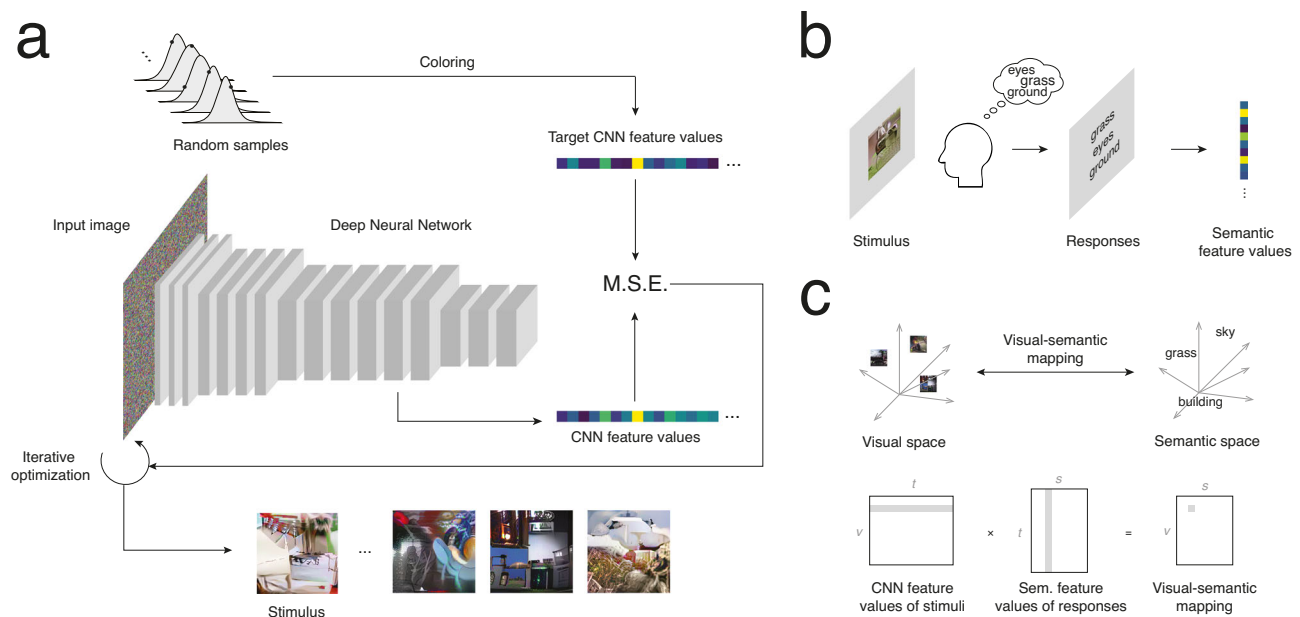 a
Coloring
Random samples
Target CNN feature values
...
Input image
Deep Neural Network
M.S.E.
...
CNN feature values
Iterative
optimization
...
Stimulus
b
eyes
grass
ground
grass
eyes
ground
...
Stimulus
Responses
Semantic
feature values
c
sky
Visual-semantic
mapping
grass
building
Visual space
Semantic space
t
s
s
v
×
t
=
v
CNN feature
values of stimuli
Sem. feature
values of responses
Visual-semantic
mapping